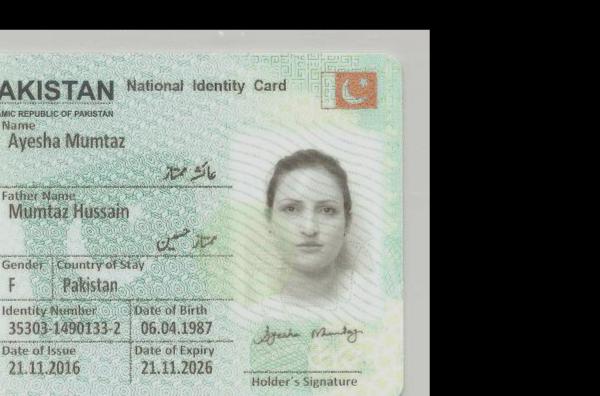 AKISTAN National Identity Card
AMIC REPUBLIC OF PAKISTAN
Name
Ayesha Mumtaz
عائشہ ممتاز
Father Name
Mumtaz Hussain
ممتاز حسین
Gender Country of Stay
F Pakistan
Identity Number Date of Birth
35303-1490133-2 06.04.1987
Date of Issue Date of Expiry
21.11.2016 21.11.2026
Ayesha Mumtaz
Holder's Signature